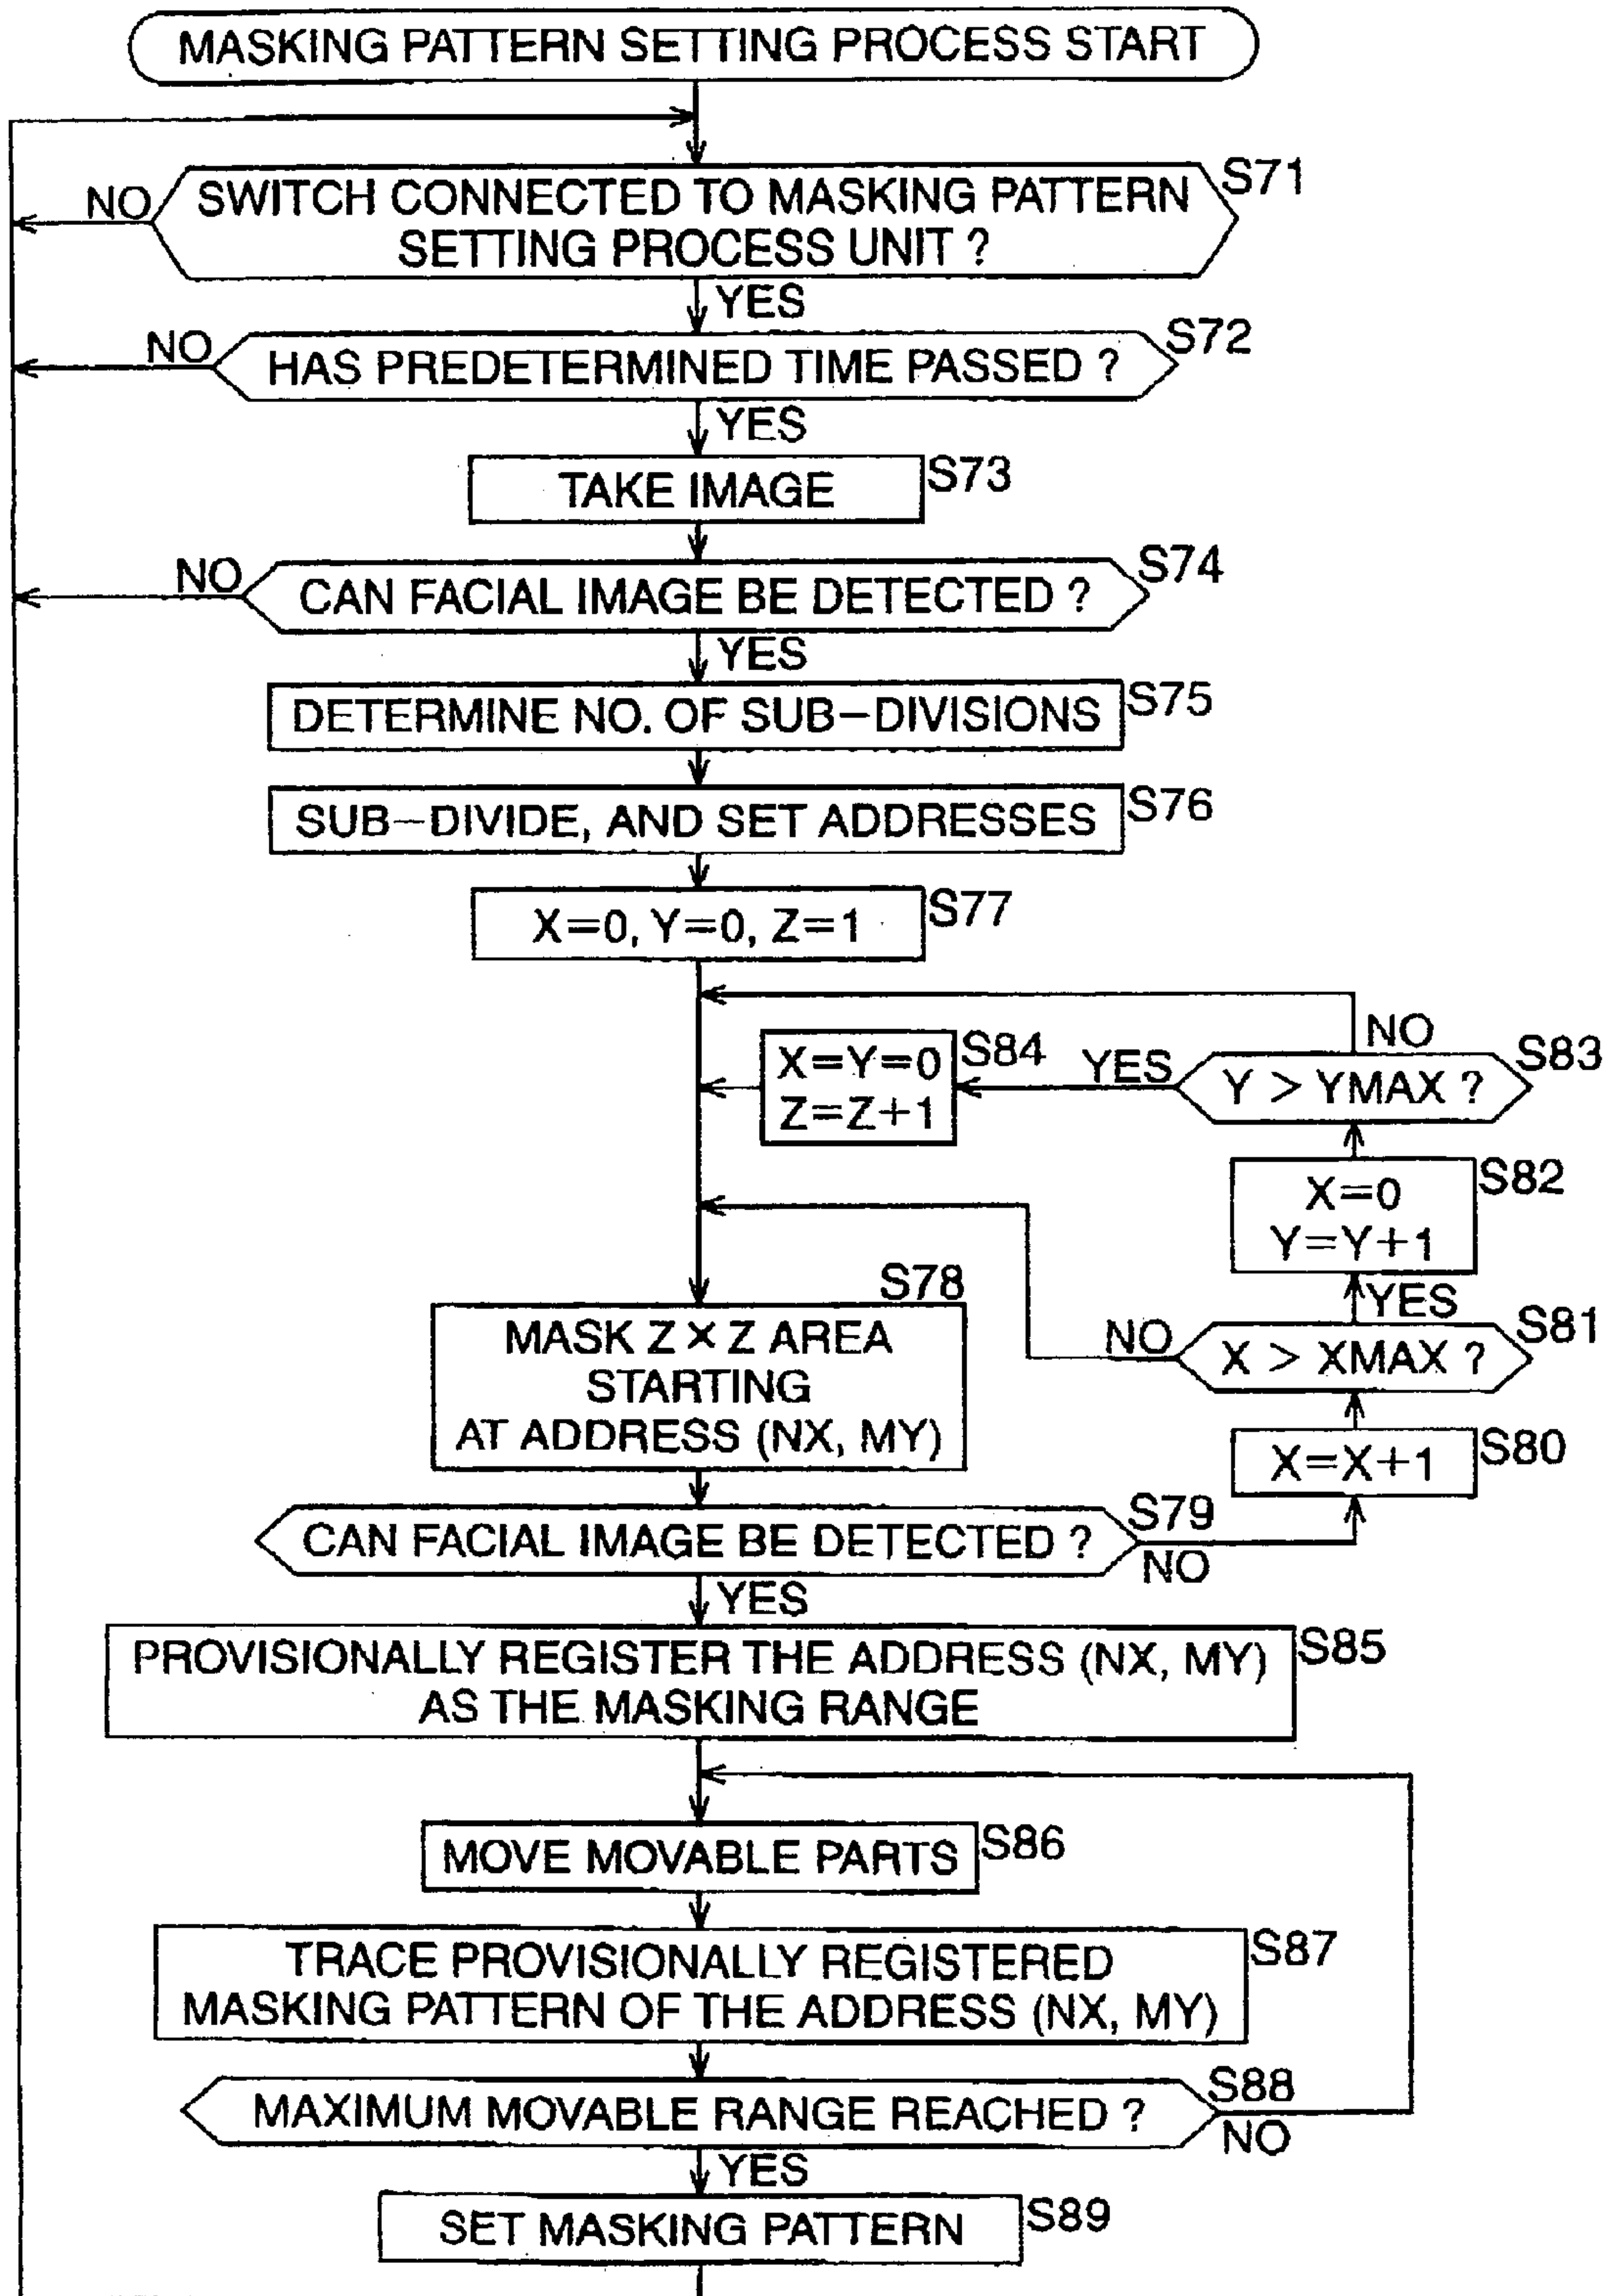 MASKING PATTERN SETTING PROCESS START
S71
NO
SWITCH CONNECTED TO MASKING PATTERN
SETTING PROCESS UNIT ?
YES
S72
NO
HAS PREDETERMINED TIME PASSED ?
YES
S73
TAKE IMAGE
S74
NO
CAN FACIAL IMAGE BE DETECTED ?
YES
S75
DETERMINE NO. OF SUB-DIVISIONS
S76
SUB-DIVIDE, AND SET ADDRESSES
S77
X=0, Y=0, Z=1
NO
S84
X=Y=0
Z=Z+1
YES
S83
Y > YMAX ?
S82
X=0
Y=Y+1
YES
S78
MASK Z × Z AREA
STARTING
AT ADDRESS (NX, MY)
NO
S81
X > XMAX ?
S80
X=X+1
S79
CAN FACIAL IMAGE BE DETECTED ?
NO
YES
S85
PROVISIONALLY REGISTER THE ADDRESS (NX, MY)
AS THE MASKING RANGE
S86
MOVE MOVABLE PARTS
S87
TRACE PROVISIONALLY REGISTERED
MASKING PATTERN OF THE ADDRESS (NX, MY)
S88
MAXIMUM MOVABLE RANGE REACHED ?
NO
YES
S89
SET MASKING PATTERN